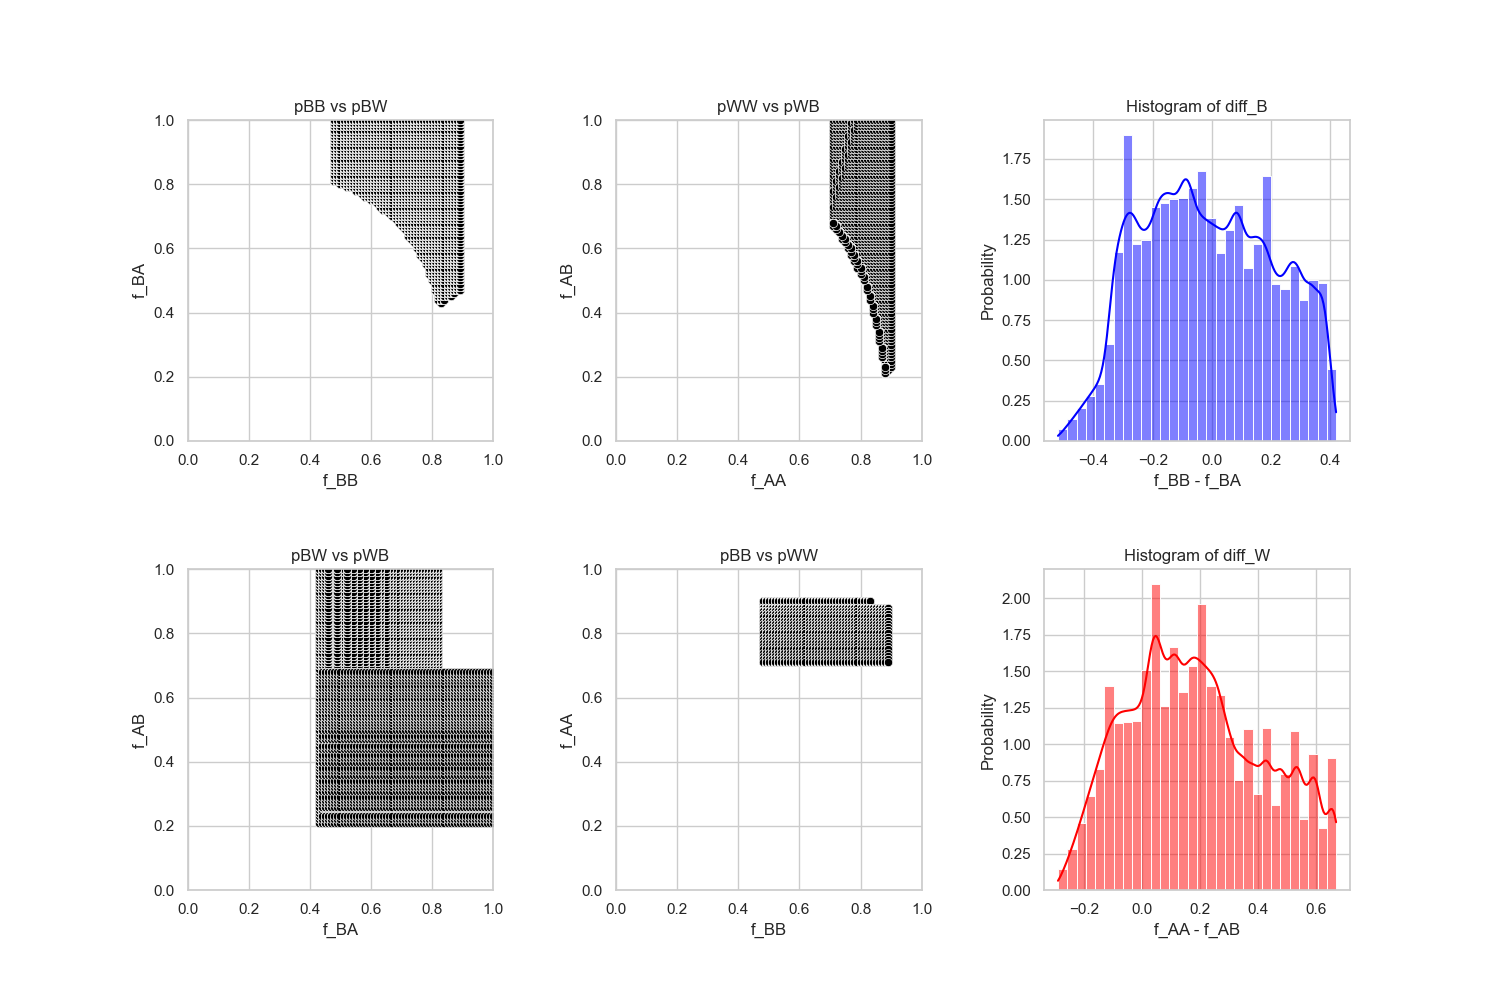 pBB vs pBW
1.0
0.8
0.6
0.4
0.2
0.0
f_BA
0.0 0.2 0.4 0.6 0.8 1.0
f_BB
pWW vs pWB
1.0
0.8
0.6
0.4
0.2
0.0
f_AB
0.0 0.2 0.4 0.6 0.8 1.0
f_AA
Histogram of diff_B
1.75
1.50
1.25
1.00
0.75
0.50
0.25
0.00
Probability
−0.4 −0.2 0.0 0.2 0.4
f_BB - f_BA
pBW vs pWB
1.0
0.8
0.6
0.4
0.2
0.0
f_AB
0.0 0.2 0.4 0.6 0.8 1.0
f_BA
pBB vs pWW
1.0
0.8
0.6
0.4
0.2
0.0
f_AA
0.0 0.2 0.4 0.6 0.8 1.0
f_BB
Histogram of diff_W
2.00
1.75
1.50
1.25
1.00
0.75
0.50
0.25
0.00
Probability
−0.2 0.0 0.2 0.4 0.6
f_AA - f_AB